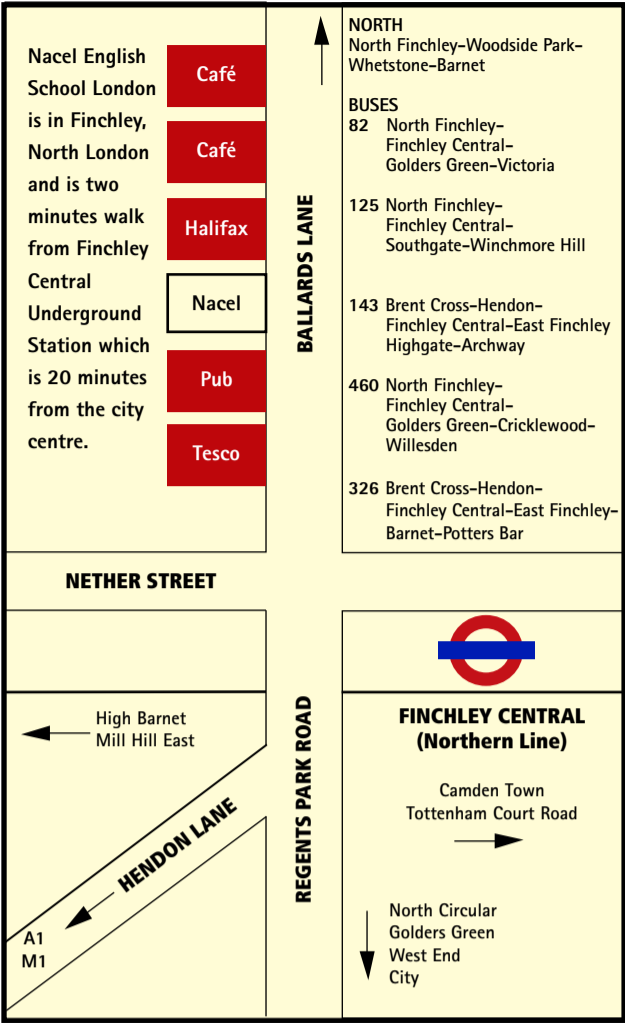 Nacel English
School London
is in Finchley,
North London
and is two
minutes walk
from Finchley
Central
Underground
Station which
is 20 minutes
from the city
centre.
Café
Café
Halifax
Nacel
Pub
Tesco
BALLARDS LANE
NORTH
North Finchley–Woodside Park–
Whetstone–Barnet
BUSES
82 North Finchley–
Finchley Central–
Golders Green–Victoria
125 North Finchley–
Finchley Central–
Southgate–Winchmore Hill
143 Brent Cross–Hendon–
Finchley Central–East Finchley
Highgate–Archway
460 North Finchley–
Finchley Central–
Golders Green–Cricklewood–
Willesden
326 Brent Cross–Hendon–
Finchley Central–East Finchley–
Barnet–Potters Bar
NETHER STREET
High Barnet
Mill Hill East
HENDON LANE
A1
M1
REGENTS PARK ROAD
FINCHLEY CENTRAL
(Northern Line)
Camden Town
Tottenham Court Road
North Circular
Golders Green
West End
City